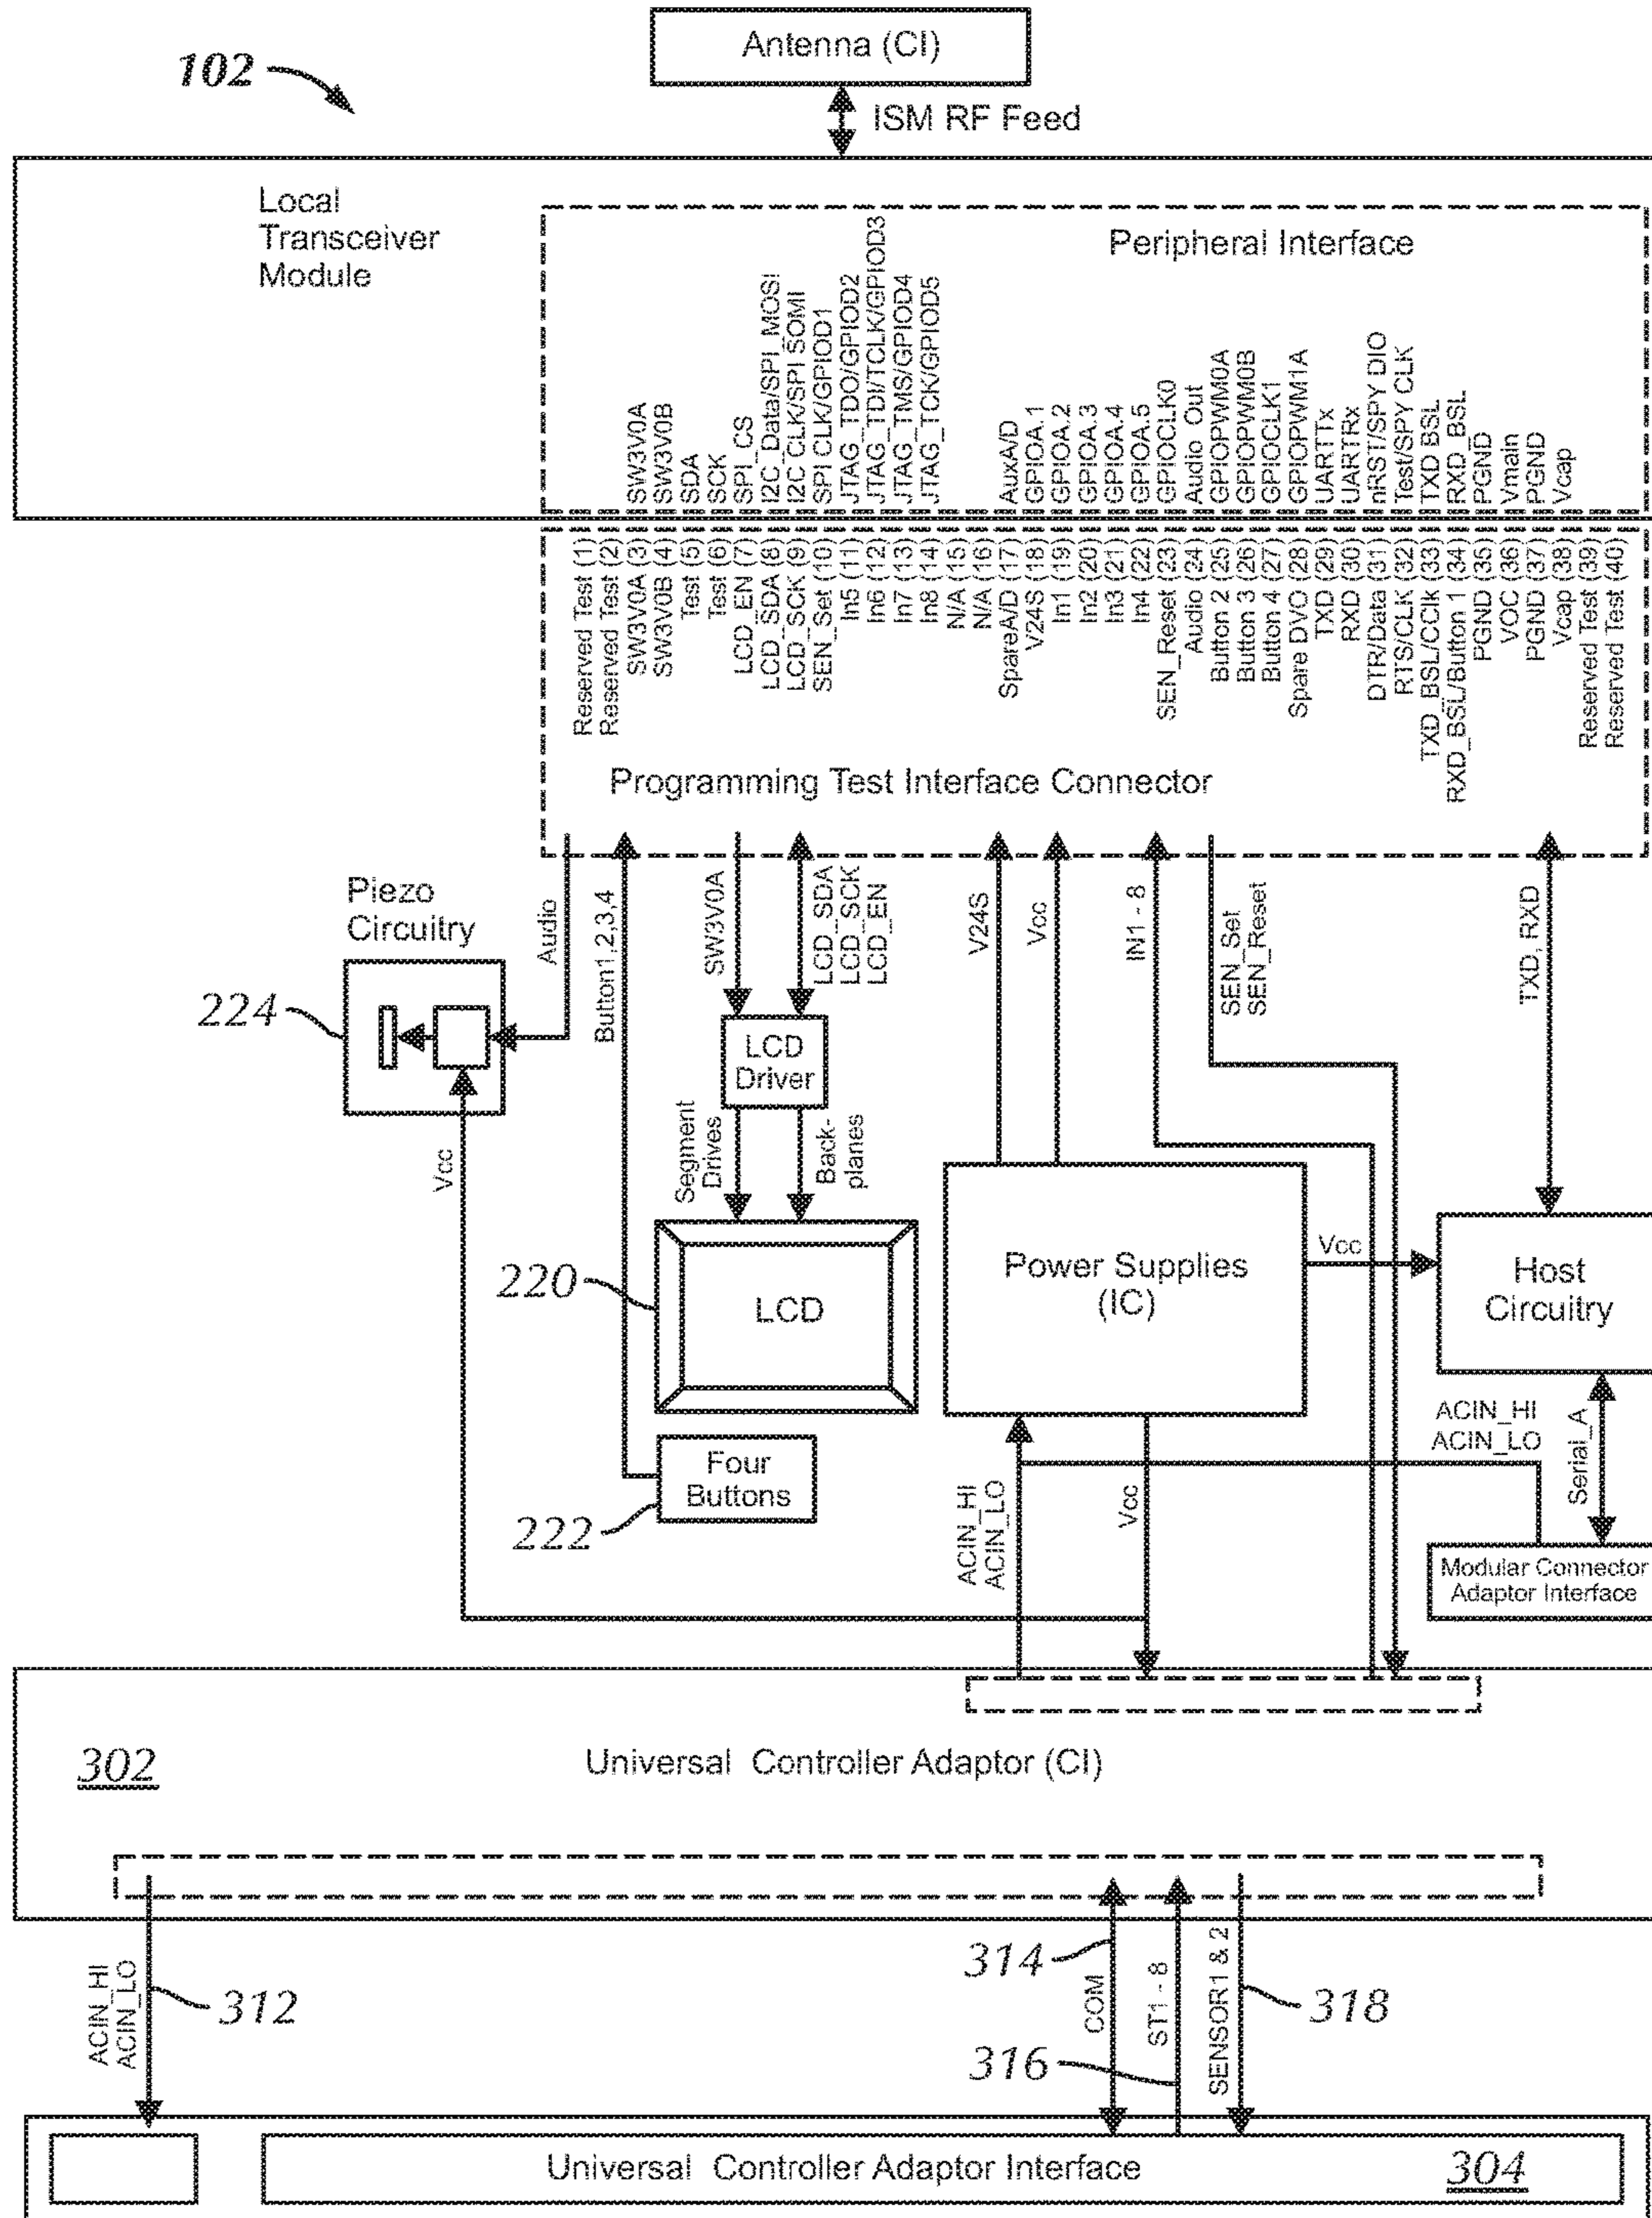 102
Antenna (CI)
ISM RF Feed
Local
Transceiver
Module
Peripheral Interface
SW3V0A
SW3V0B
SDA
SCK
SPI_CS
I2C_Data/SPI_MOSI
I2C CLK/SPI SOMI
SPI CLK/GPIOD1
JTAG_TDO/GPIOD2
JTAG_TDI/TCLK/GPIOD3
JTAG_TMS/GPIOD4
JTAG_TCK/GPIOD5
AuxA/D
GPIOA.1
GPIOA.2
GPIOA.3
GPIOA.4
GPIOA.5
GPIOCLK0
Audio Out
GPIOPWM0A
GPIOPWM0B
GPIOCLK1
GPIOPWM1A
UARTTx
UARTRx
nRST/SPY DIO
Test/SPY CLK
TXD BSL
RXD_BSL
PGND
Vmain
PGND
Vcap
Reserved Test (1)
Reserved Test (2)
SW3V0A (3)
SW3V0B (4)
Test (5)
Test (6)
LCD_EN (7)
LCD_SDA (8)
LCD_SCK (9)
SEN_Set (10)
In5 (11)
In6 (12)
In7 (13)
In8 (14)
N/A (15)
N/A (16)
SpareA/D (17)
V24S (18)
In1 (19)
In2 (20)
In3 (21)
In4 (22)
SEN_Reset (23)
Audio (24)
Button 2 (25)
Button 3 (26)
Button 4 (27)
Spare DVO (28)
TXD (29)
RXD (30)
DTR/Data (31)
RTS/CLK (32)
TXD_BSL/CClk (33)
RXD_BSL/Button 1 (34)
PGND (35)
VOC (36)
PGND (37)
Vcap (38)
Reserved Test (39)
Reserved Test (40)
Programming Test Interface Connector
Piezo
Circuitry
224
Audio
Button1,2,3,4
SW3V0A
LCD_SDA
LCD_SCK
LCD_EN
V24S
Vcc
IN1 - 8
SEN_Set
SEN_Reset
TXD, RXD
LCD
Driver
Vcc
Segment
Drives
Back-
planes
220
LCD
Power Supplies
(IC)
Vcc
Host
Circuitry
Four
Buttons
222
ACIN_HI
ACIN_LO
Vcc
ACIN_HI
ACIN_LO
Serial_A
Modular Connector
Adaptor Interface
302
Universal Controller Adaptor (CI)
ACIN_HI
ACIN_LO
312
314
COM
316
ST1 - 8
SENSOR1 & 2
318
Universal Controller Adaptor Interface
304